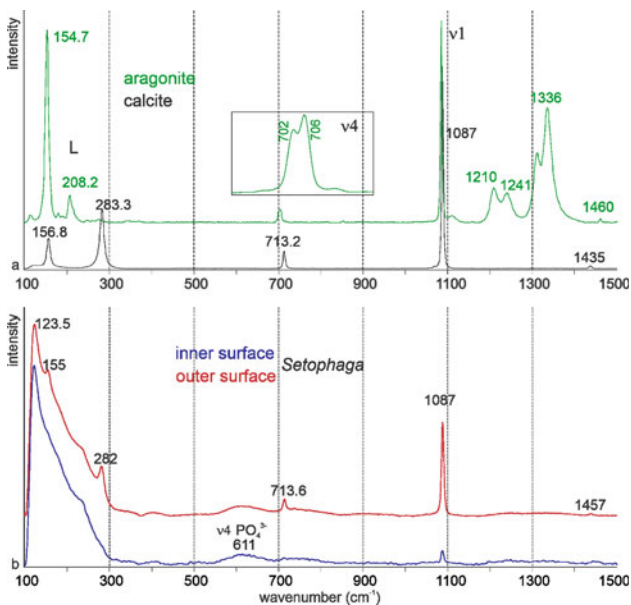 intensity
154.7
ν1
aragonite
calcite
ν4
702
706
1336
1087
L
208.2
283.3
1210
1241
156.8
713.2
1460
1435
a
100 300 500 700 900 1100 1300 1500
intensity
123.5
155
inner surface
outer surface
Setophaga
1087
282
713.6
1457
ν4 PO₄³⁻
611
b
100 300 500 700 900 1100 1300 1500
wavenumber (cm⁻¹)